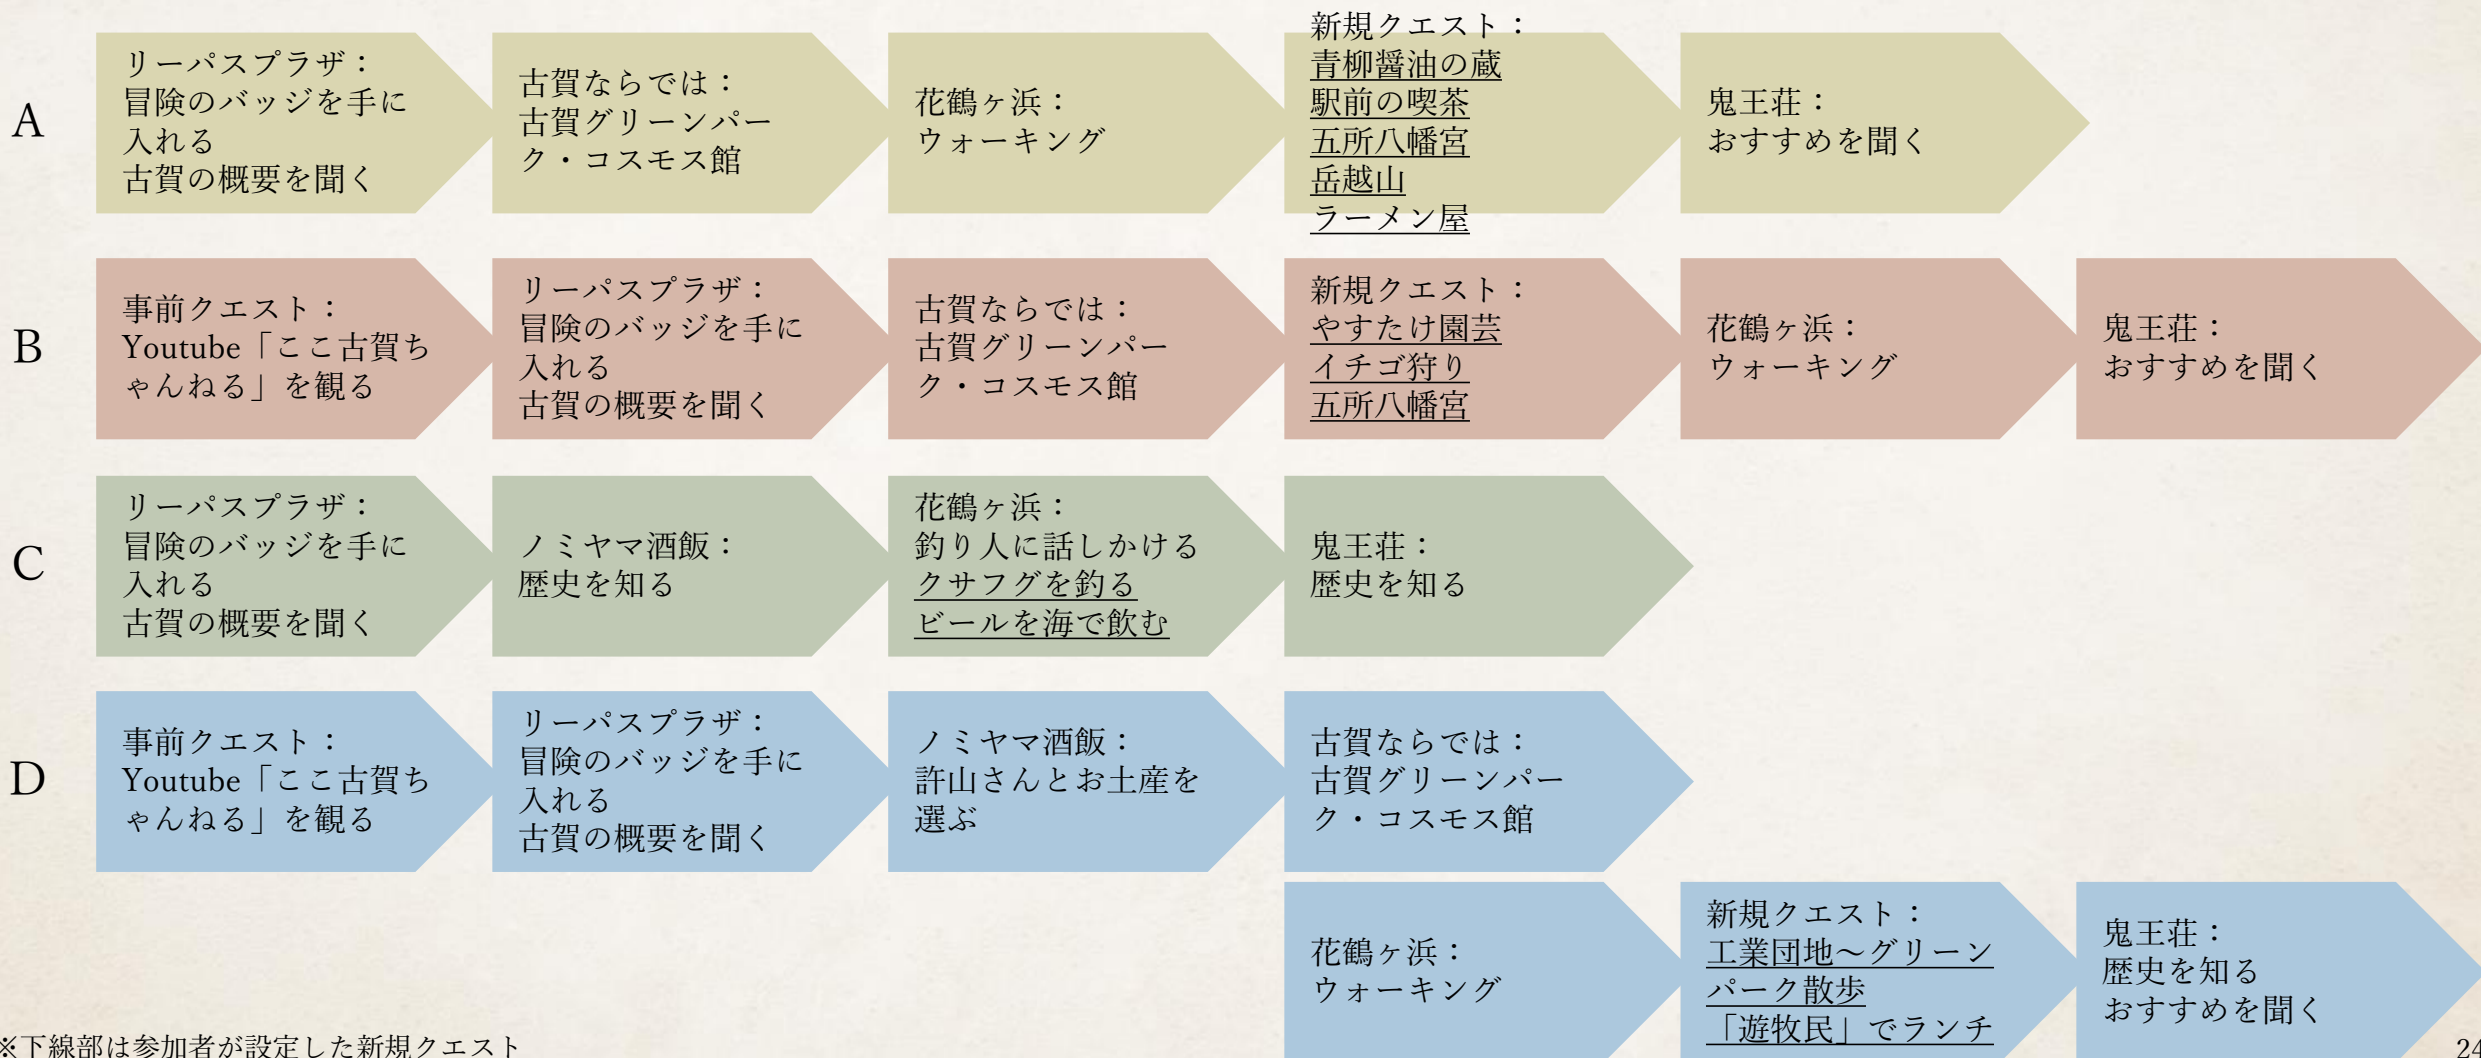 A
リーパスプラザ：
冒険のバッジを手に
入れる
古賀の概要を聞く
古賀ならでは：
古賀グリーンパー
ク・コスモス館
花鶴ヶ浜：
ウォーキング
新規クエスト：
青柳醤油の蔵
駅前の喫茶
五所八幡宮
岳越山
ラーメン屋
鬼王荘：
おすすめを聞く
B
事前クエスト：
Youtube「ここ古賀ち
ゃんねる」を観る
リーパスプラザ：
冒険のバッジを手に
入れる
古賀の概要を聞く
古賀ならでは：
古賀グリーンパー
ク・コスモス館
新規クエスト：
やすたけ園芸
イチゴ狩り
五所八幡宮
花鶴ヶ浜：
ウォーキング
鬼王荘：
おすすめを聞く
C
リーパスプラザ：
冒険のバッジを手に
入れる
古賀の概要を聞く
ノミヤマ酒飯：
歴史を知る
花鶴ヶ浜：
釣り人に話しかける
クサフグを釣る
ビールを海で飲む
鬼王荘：
歴史を知る
D
事前クエスト：
Youtube「ここ古賀ち
ゃんねる」を観る
リーパスプラザ：
冒険のバッジを手に
入れる
古賀の概要を聞く
ノミヤマ酒飯：
許山さんとお土産を
選ぶ
古賀ならでは：
古賀グリーンパー
ク・コスモス館
花鶴ヶ浜：
ウォーキング
新規クエスト：
工業団地～グリーン
パーク散歩
「遊牧民」でランチ
鬼王荘：
歴史を知る
おすすめを聞く
※下線部は参加者が設定した新規クエスト
24